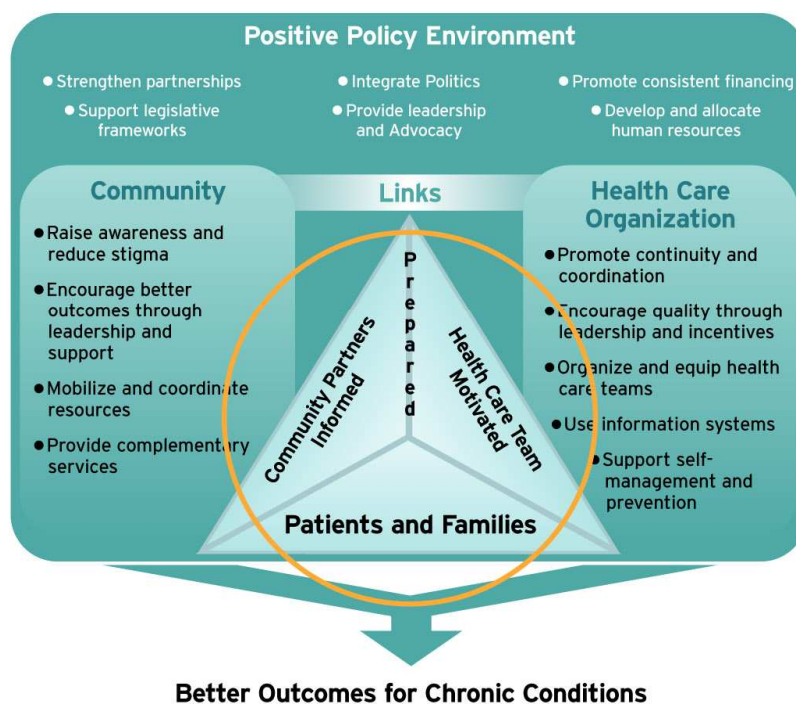 Positive Policy Environment
● Strengthen partnerships
● Support legislative
frameworks
● Integrate Politics
● Provide leadership
and Advocacy
● Promote consistent financing
● Develop and allocate
human resources
Community
● Raise awareness and
reduce stigma
● Encourage better
outcomes through
leadership and
support
● Mobilize and coordinate
resources
● Provide complementary
services
Links
Prepared
Community Partners
Informed
Health Care Team
Motivated
Patients and Families
Health Care
Organization
● Promote continuity and
coordination
● Encourage quality through
leadership and incentives
● Organize and equip health
care teams
● Use information systems
● Support self-
management and
prevention
Better Outcomes for Chronic Conditions